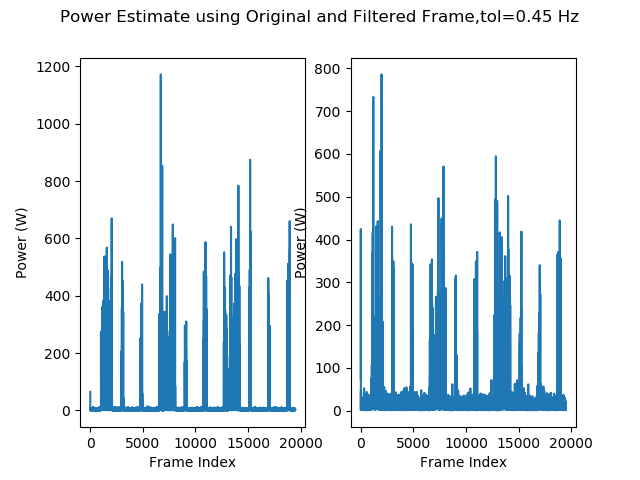 Power Estimate using Original and Filtered Frame,tol=0.45 Hz
1200
1000
800
600
400
200
0
Power (W)
0 5000 10000 15000 20000
Frame Index
800
700
600
500
400
300
200
100
0
Power (W)
0 5000 10000 15000 20000
Frame Index